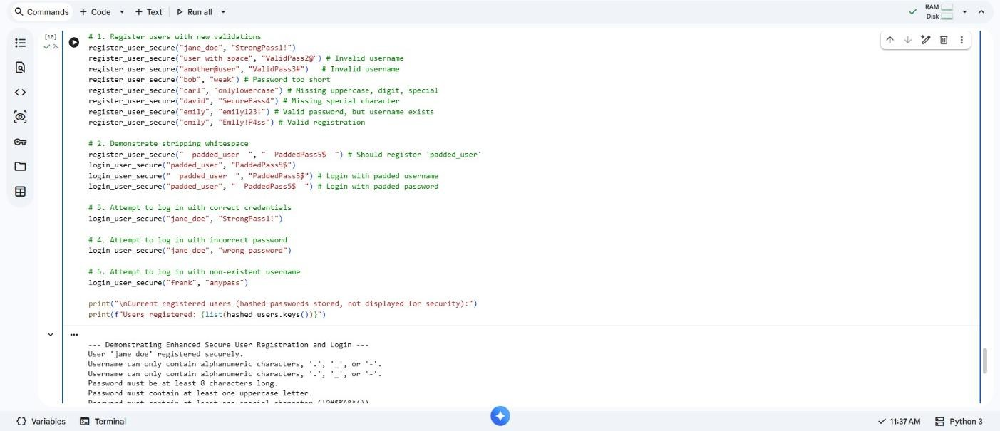 Commands + Code + Text Run all
RAM
Disk
[10]
2s
# 1. Register users with new validations
register_user_secure("jane_doe", "StrongPass1!")
register_user_secure("user with space", "ValidPass2@") # Invalid username
register_user_secure("another@user", "ValidPass3#")   # Invalid username
register_user_secure("bob", "weak") # Password too short
register_user_secure("carl", "onlylowercase") # Missing uppercase, digit, special
register_user_secure("david", "SecurePass4") # Missing special character
register_user_secure("emily", "emily123!") # Valid password, but username exists
register_user_secure("emily", "Em1ly!P4ss") # Valid registration
# 2. Demonstrate stripping whitespace
register_user_secure("  padded_user  ", "  PaddedPass5$  ") # Should register 'padded_user'
login_user_secure("padded_user", "PaddedPass5$")
login_user_secure("  padded_user  ", "PaddedPass5$") # Login with padded username
login_user_secure("padded_user", "  PaddedPass5$  ") # Login with padded password
# 3. Attempt to log in with correct credentials
login_user_secure("jane_doe", "StrongPass1!")
# 4. Attempt to log in with incorrect password
login_user_secure("jane_doe", "wrong_password")
# 5. Attempt to log in with non-existent username
login_user_secure("frank", "anypass")
print("\nCurrent registered users (hashed passwords stored, not displayed for security):")
print(f"Users registered: {list(hashed_users.keys())}")
--- Demonstrating Enhanced Secure User Registration and Login ---
User 'jane_doe' registered securely.
Username can only contain alphanumeric characters, '.', '_', or '-'.
Username can only contain alphanumeric characters, '.', '_', or '-'.
Password must be at least 8 characters long.
Password must contain at least one uppercase letter.
Password must contain at least one special character (!@#$%^&*()).
{} Variables Terminal 11:37 AM Python 3